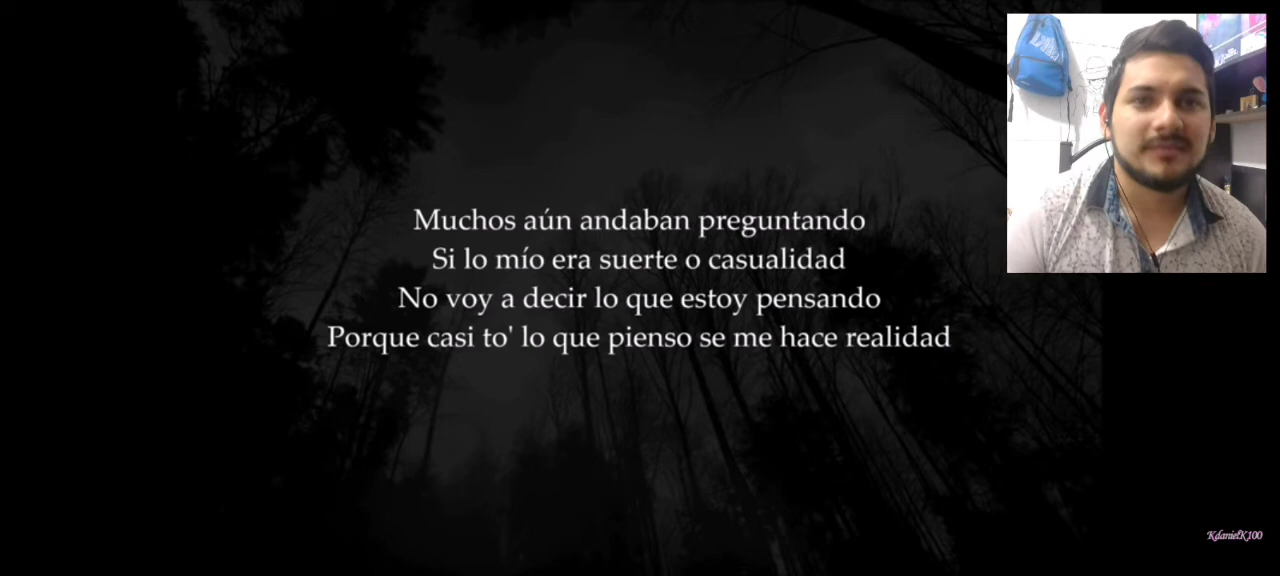 Muchos aún andaban preguntando
Si lo mío era suerte o casualidad
No voy a decir lo que estoy pensando
Porque casi to' lo que pienso se me hace realidad
KdanielK100